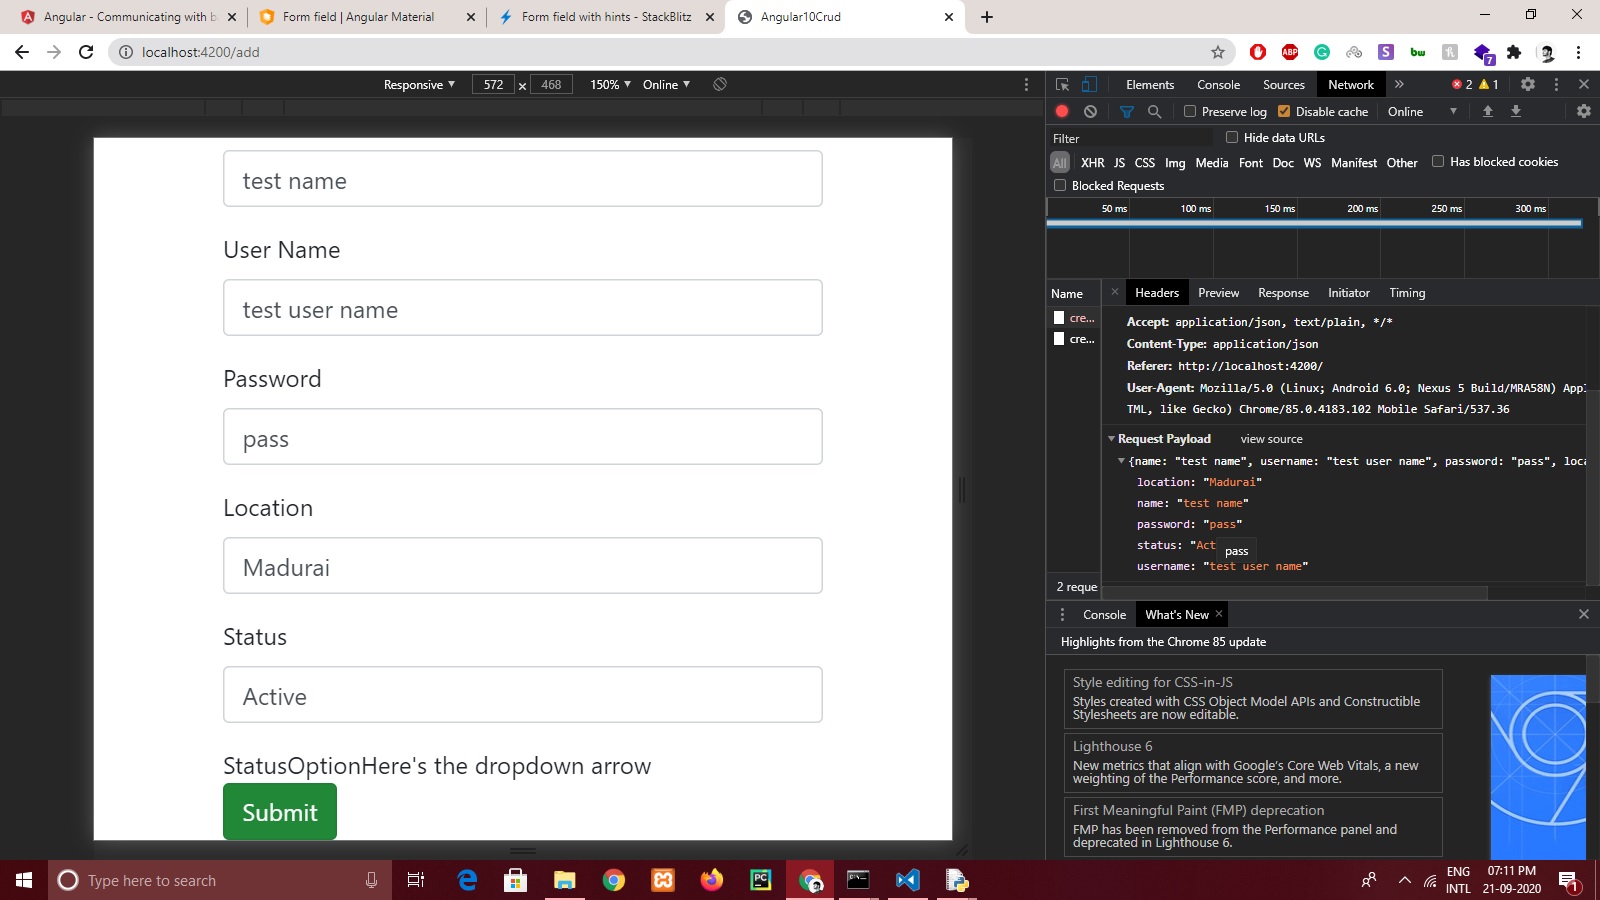 Angular - Communicating with b
Form field | Angular Material
Form field with hints - StackBlitz
Angular10Crud
localhost:4200/add
ABP
S
bw
7
Responsive
572
x
468
150%
Online
Elements
Console
Sources
Network
2
1
Preserve log
Disable cache
Online
Filter
Hide data URLs
All
XHR
JS
CSS
Img
Media
Font
Doc
WS
Manifest
Other
Has blocked cookies
Blocked Requests
50 ms
100 ms
150 ms
200 ms
250 ms
300 ms
Name
Headers
Preview
Response
Initiator
Timing
cre...
cre...
Accept: application/json, text/plain, */*
Content-Type: application/json
Referer: http://localhost:4200/
User-Agent: Mozilla/5.0 (Linux; Android 6.0; Nexus 5 Build/MRA58N) App
TML, like Gecko) Chrome/85.0.4183.102 Mobile Safari/537.36
Request Payload
view source
{name: "test name", username: "test user name", password: "pass", loca
location: "Madurai"
name: "test name"
password: "pass"
status: "Act
pass
username: "test user name"
2 reque
test name
User Name
test user name
Password
pass
Location
Madurai
Status
Active
StatusOptionHere's the dropdown arrow
Submit
Console
What's New
Highlights from the Chrome 85 update
Style editing for CSS-in-JS
Styles created with CSS Object Model APIs and Constructible
Stylesheets are now editable.
Lighthouse 6
New metrics that align with Google's Core Web Vitals, a new
weighting of the Performance score, and more.
First Meaningful Paint (FMP) deprecation
FMP has been removed from the Performance panel and
deprecated in Lighthouse 6.
Type here to search
PC
ENG
INTL
07:11 PM
21-09-2020
1